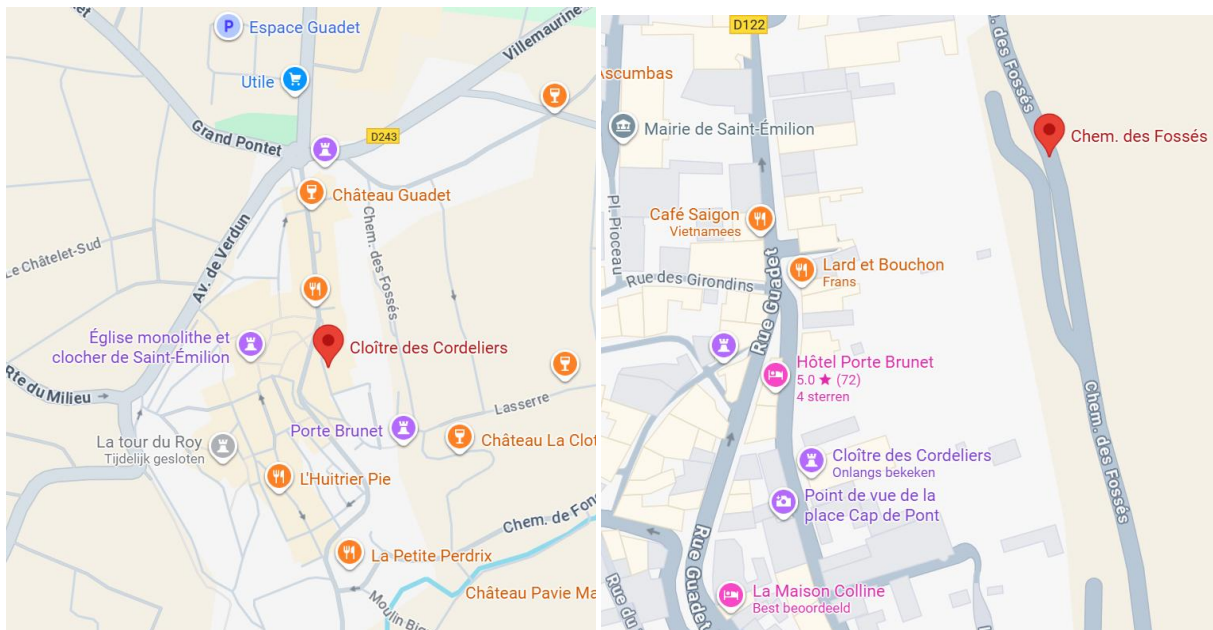 P
Espace Guadet
Utile
Villemaurine
Grand Pontet
D243
Château Guadet
Chem. des Fossés
Le Châtelet-Sud
Av. de Verdun
Église monolithe et
clocher de Saint-Émilion
Cloître des Cordeliers
Rte du Milieu
Lasserre
La tour du Roy
Tijdelijk gesloten
Porte Brunet
Château La Clot
L'Huitrier Pie
Chem. de Fon
La Petite Perdrix
Château Pavie Ma
Moulin Big
D122
Ascumbas
Mairie de Saint-Émilion
Pl. Pioceau
Café Saigon
Vietnamees
Rue des Girondins
Lard et Bouchon
Frans
Rue Guadet
Hôtel Porte Brunet
5.0 ★ (72)
4 sterren
Cloître des Cordeliers
Onlangs bekeken
Point de vue de la
place Cap de Pont
Rue Guadet
La Maison Colline
Best beoordeeld
Rue du
. des Fossés
Chem. des Fossés
Chem. des Fossés